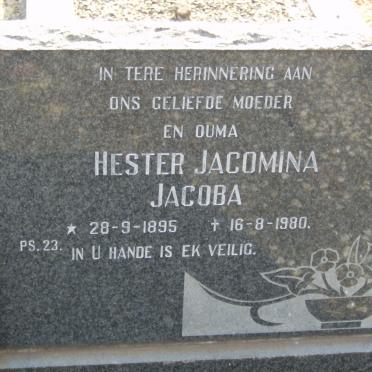 IN TERE HERINNERING AAN
ONS GELIEFDE MOEDER
EN OUMA
HESTER JACOMINA
JACOBA
★ 28-9-1895 ✝ 16-8-1980.
PS. 23. IN U HANDE IS EK VEILIG.